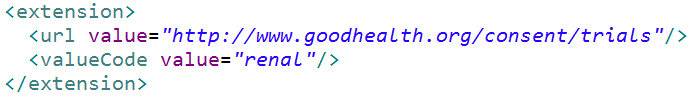 <extension>
<url value="http://www.goodhealth.org/consent/trials"/>
<valueCode value="renal"/>
</extension>